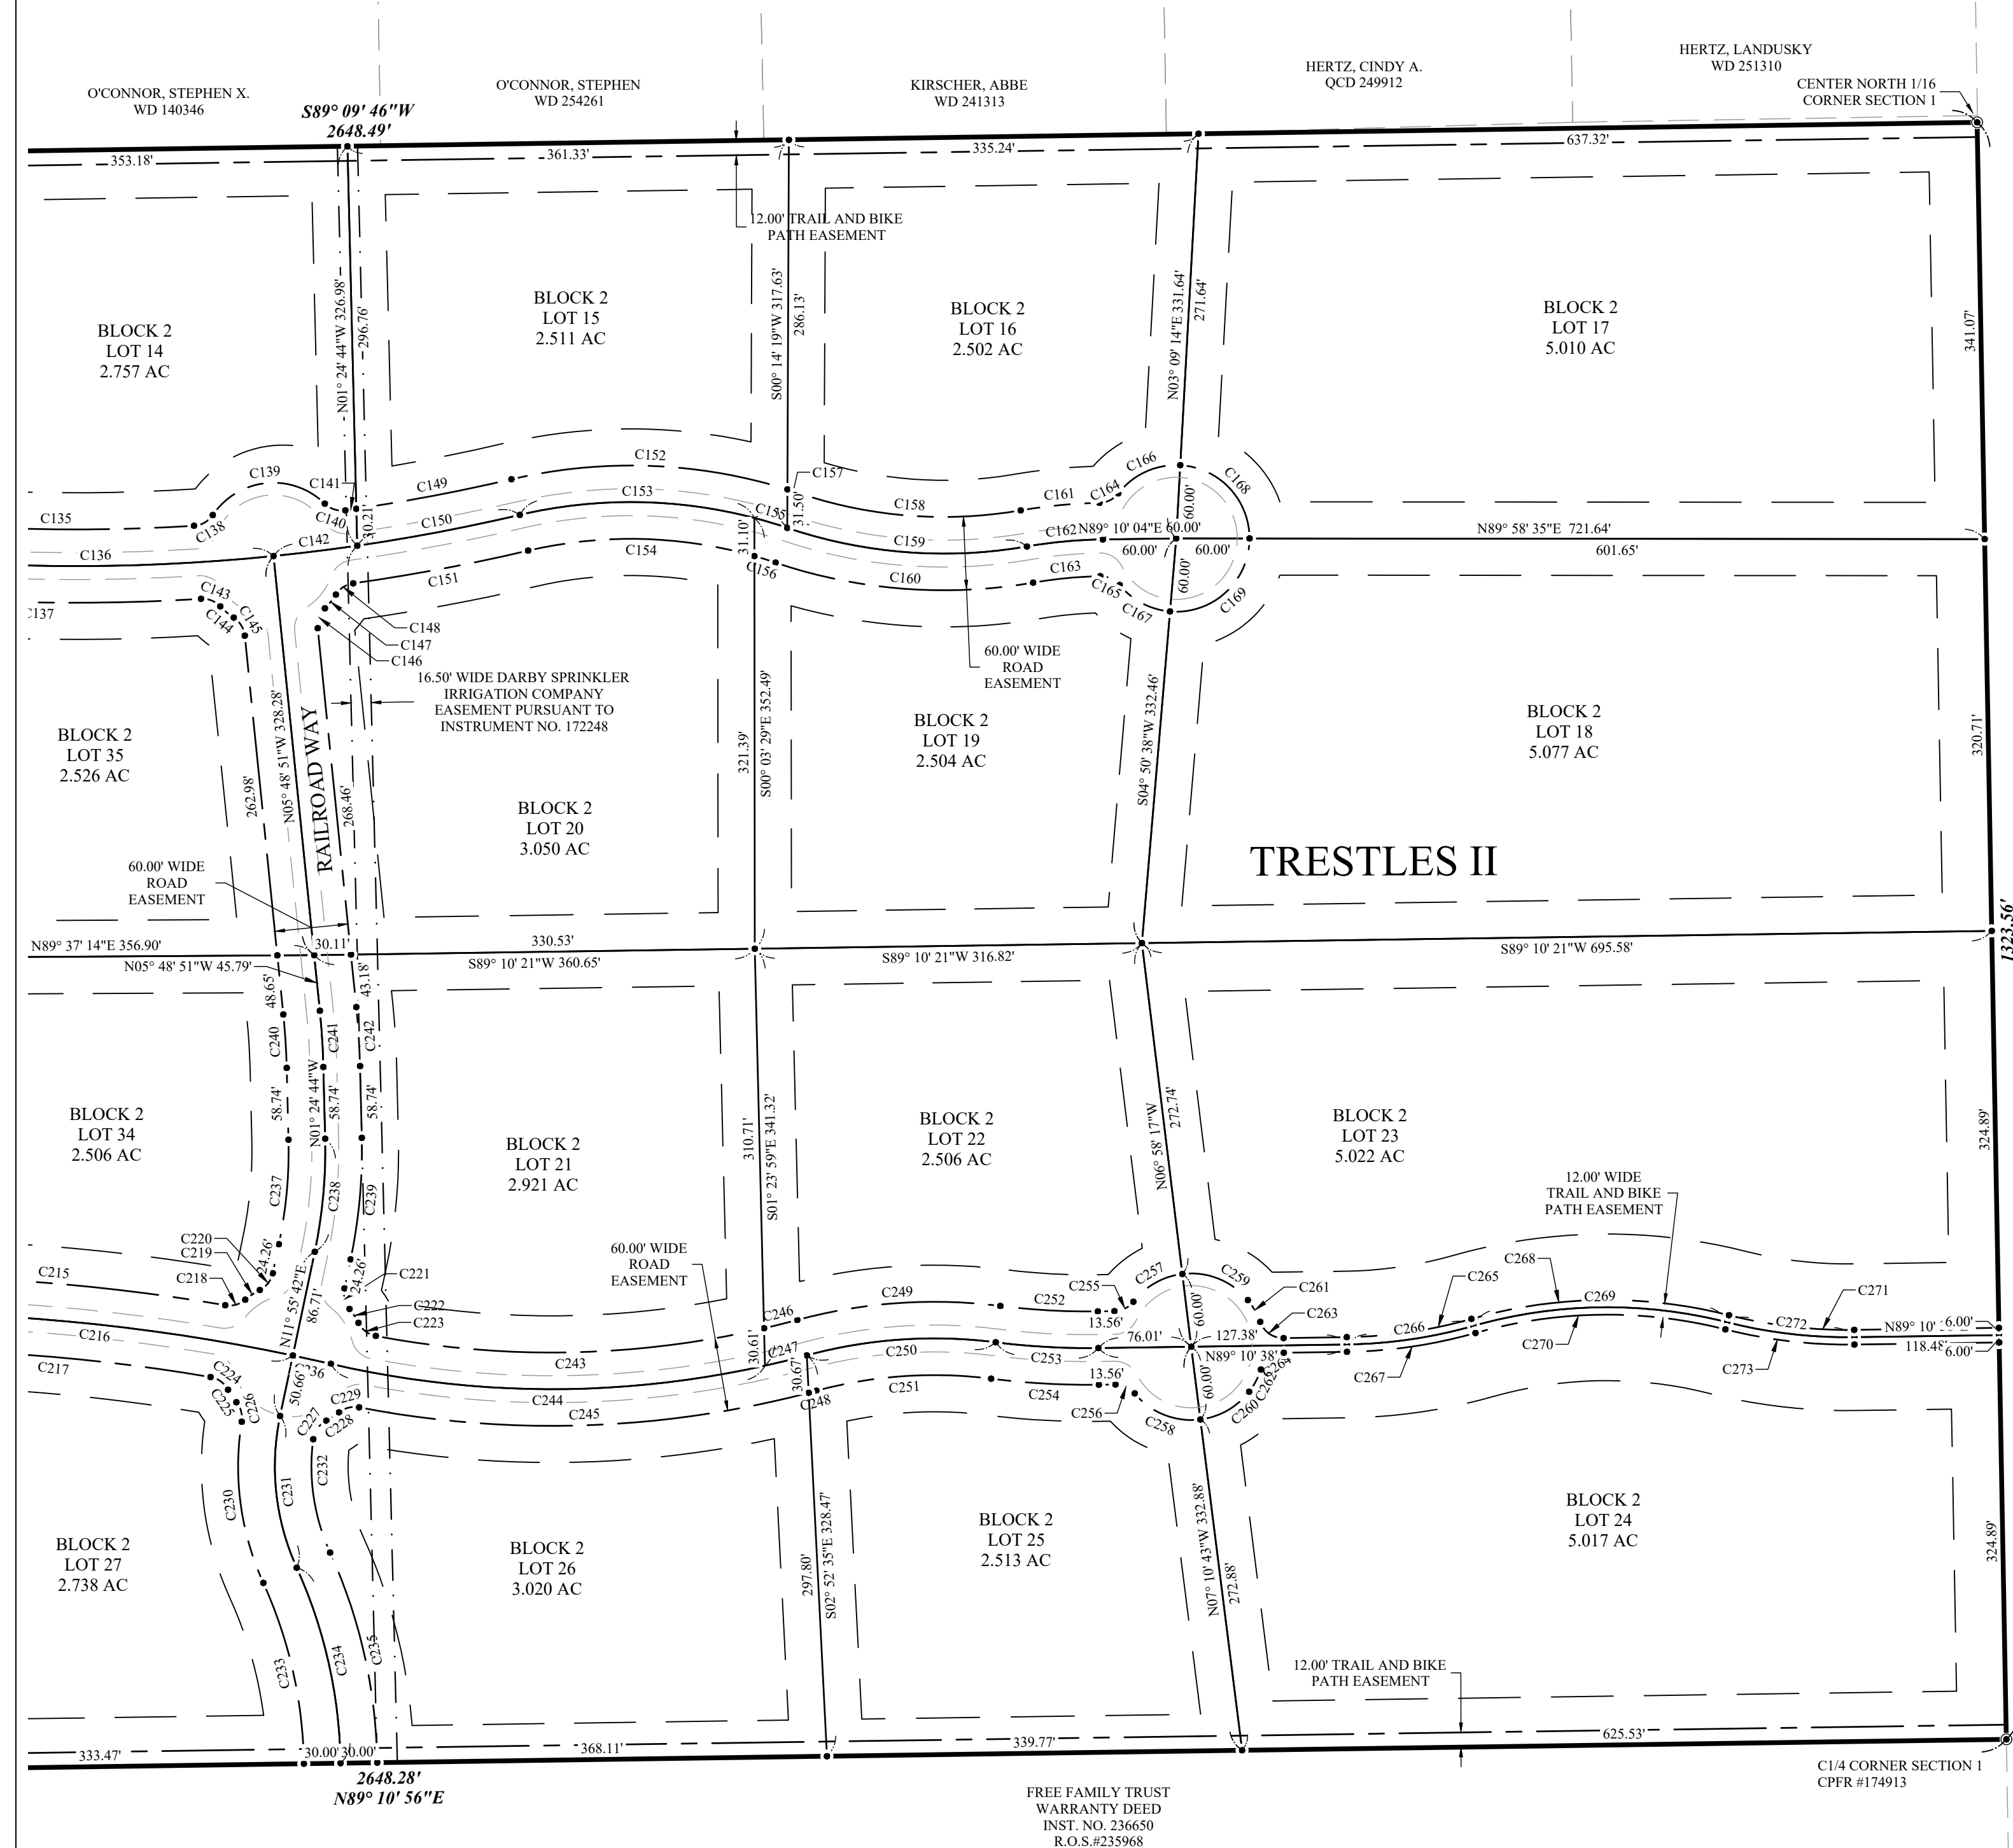 HERTZ, LANDUSKY
WD 251310
HERTZ, CINDY A.
QCD 249912
CENTER NORTH 1/16
CORNER SECTION 1
O'CONNOR, STEPHEN X.
WD 140346
O'CONNOR, STEPHEN
WD 254261
KIRSCHER, ABBE
WD 241313
S89° 09' 46"W
2648.49'
353.18'
361.33'
335.24'
637.32'
12.00' TRAIL AND BIKE
PATH EASEMENT
BLOCK 2
LOT 14
2.757 AC
N01° 24' 44"W 326.98'
296.76'
BLOCK 2
LOT 15
2.511 AC
S00° 14' 19"W 317.63'
286.13'
BLOCK 2
LOT 16
2.502 AC
N03° 09' 14"E 331.64'
271.64'
BLOCK 2
LOT 17
5.010 AC
341.07'
C135
C136
C137
C138
C139
C140
C141
C142
30.21'
C143
C144
C145
C146
C147
C148
C149
C150
C151
C152
C153
C154
C155
C156
C157
31.50'
31.10'
C158
C159
C160
C161
C162
C163
C164
C165
C166
C167
C168
C169
60.00'
N89° 10' 04"E 60.00'
60.00'
60.00'
60.00'
N89° 58' 35"E 721.64'
601.65'
16.50' WIDE DARBY SPRINKLER
IRRIGATION COMPANY
EASEMENT PURSUANT TO
INSTRUMENT NO. 172248
60.00' WIDE
ROAD
EASEMENT
BLOCK 2
LOT 35
2.526 AC
262.98'
N05° 48' 51"W 328.28'
RAILROAD WAY
268.46'
BLOCK 2
LOT 20
3.050 AC
321.39'
S00° 03' 29"E 352.49'
BLOCK 2
LOT 19
2.504 AC
S04° 50' 38"W 332.46'
BLOCK 2
LOT 18
5.077 AC
320.71'
TRESTLES II
60.00' WIDE
ROAD
EASEMENT
1323.56'
N89° 37' 14"E 356.90'
30.11'
330.53'
S89° 10' 21"W 360.65'
S89° 10' 21"W 316.82'
S89° 10' 21"W 695.58'
N05° 48' 51"W 45.79'
48.65'
43.18'
C240
C241
C242
58.74'
N01° 24' 44"W
58.74'
58.74'
BLOCK 2
LOT 34
2.506 AC
C237
C238
C239
BLOCK 2
LOT 21
2.921 AC
310.71'
S01° 23' 59"E 341.32'
BLOCK 2
LOT 22
2.506 AC
N06° 58' 17"W
272.74'
BLOCK 2
LOT 23
5.022 AC
324.89'
12.00' WIDE
TRAIL AND BIKE
PATH EASEMENT
60.00' WIDE
ROAD
EASEMENT
C215
C216
C217
C218
C219
C220
24.26'
24.26'
C221
C222
C223
N11° 55' 42"E
86.71'
C224
C225
C226
50.66'
C227
C228
C229
C243
C244
C245
C246
C247
C248
30.61'
30.67'
C249
C250
C251
C252
C253
C254
C255
C256
13.56'
13.56'
76.01'
C257
C258
C259
C260
C261
C262
C263
C264
60.00'
60.00'
127.38'
N89° 10' 38"
C265
C266
C267
C268
C269
C270
C271
C272
C273
N89° 10'
6.00'
118.48'
6.00'
C230
C231
C232
C233
C234
C235
BLOCK 2
LOT 27
2.738 AC
BLOCK 2
LOT 26
3.020 AC
297.80'
S02° 52' 35"E 328.47'
BLOCK 2
LOT 25
2.513 AC
N07° 10' 43"W 332.88'
272.88'
BLOCK 2
LOT 24
5.017 AC
324.89'
12.00' TRAIL AND BIKE
PATH EASEMENT
333.47'
30.00'
30.00'
368.11'
339.77'
625.53'
2648.28'
N89° 10' 56"E
C1/4 CORNER SECTION 1
CPFR #174913
FREE FAMILY TRUST
WARRANTY DEED
INST. NO. 236650
R.O.S.#235968